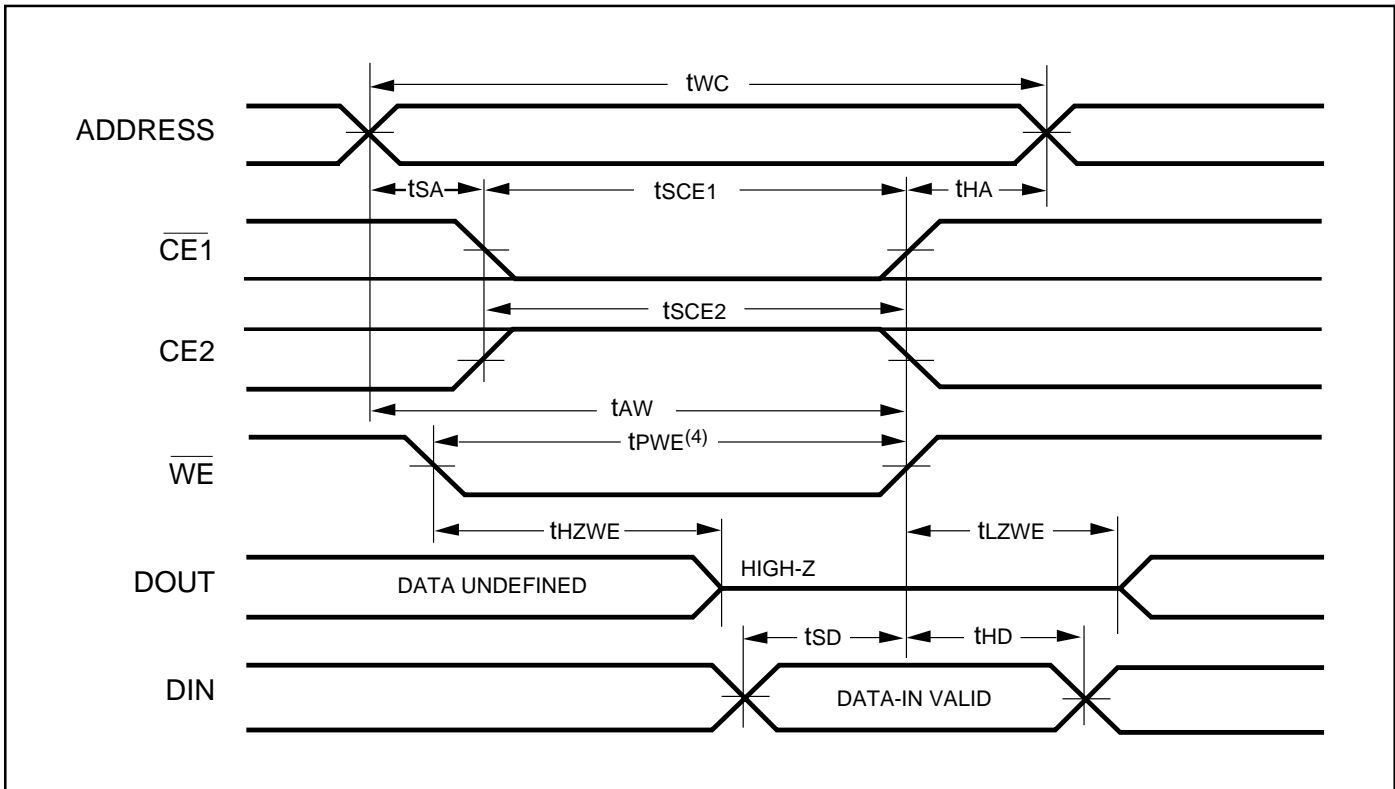 tWC
ADDRESS
tSA
tSCE1
tHA
CE1
tSCE2
CE2
tAW
tPWE(4)
WE
tHZWE
tLZWE
DOUT
DATA UNDEFINED
HIGH-Z
tSD
tHD
DIN
DATA-IN VALID